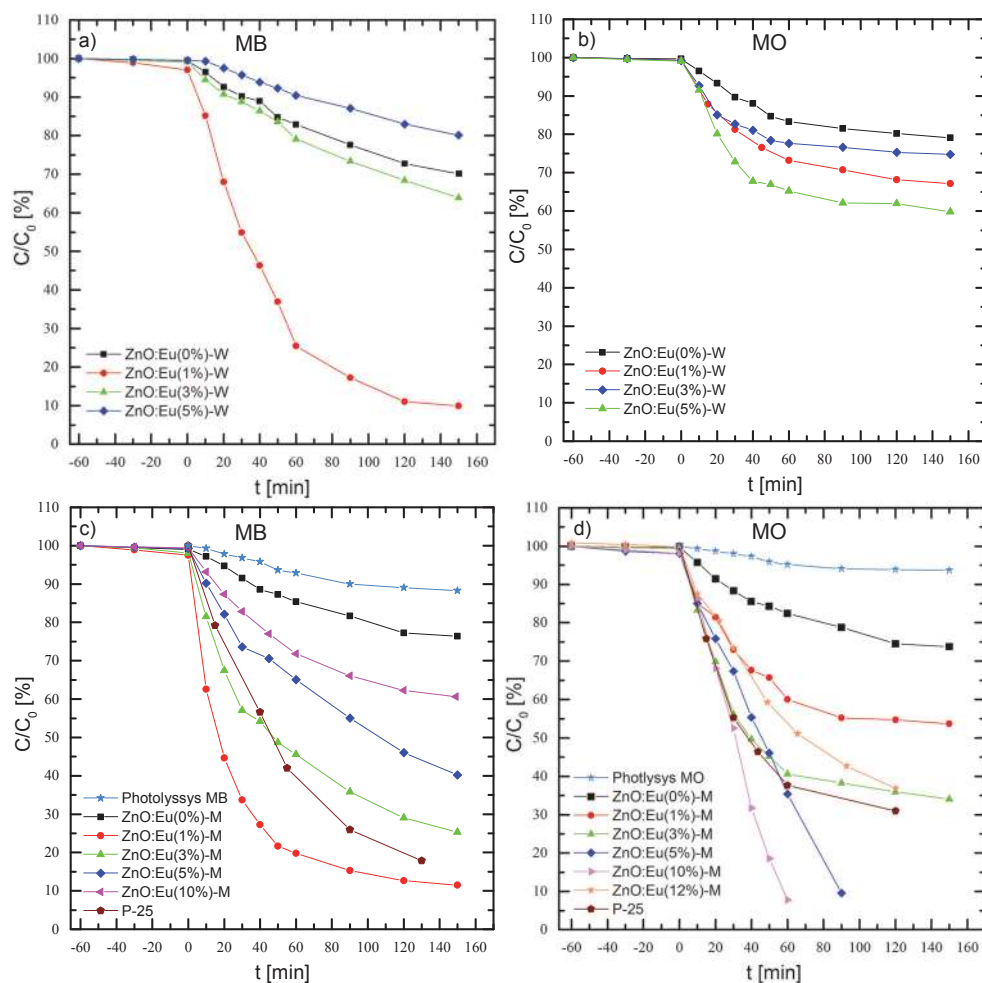 a) MB
C/C0 [%]
110
100
90
80
70
60
50
40
30
20
10
0
ZnO:Eu(0%)-W
ZnO:Eu(1%)-W
ZnO:Eu(3%)-W
ZnO:Eu(5%)-W
-60 -40 -20 0 20 40 60 80 100 120 140 160
t [min]
b) MO
C/C0 [%]
110
100
90
80
70
60
50
40
30
20
10
0
ZnO:Eu(0%)-W
ZnO:Eu(1%)-W
ZnO:Eu(3%)-W
ZnO:Eu(5%)-W
-60 -40 -20 0 20 40 60 80 100 120 140 160
t [min]
c) MB
C/C0 [%]
110
100
90
80
70
60
50
40
30
20
10
0
Photolyssys MB
ZnO:Eu(0%)-M
ZnO:Eu(1%)-M
ZnO:Eu(3%)-M
ZnO:Eu(5%)-M
ZnO:Eu(10%)-M
P-25
-60 -40 -20 0 20 40 60 80 100 120 140 160
t [min]
d) MO
C/C0 [%]
110
100
90
80
70
60
50
40
30
20
10
0
Photlysys MO
ZnO:Eu(0%)-M
ZnO:Eu(1%)-M
ZnO:Eu(3%)-M
ZnO:Eu(5%)-M
ZnO:Eu(10%)-M
ZnO:Eu(12%)-M
P-25
-60 -40 -20 0 20 40 60 80 100 120 140 160
t [min]